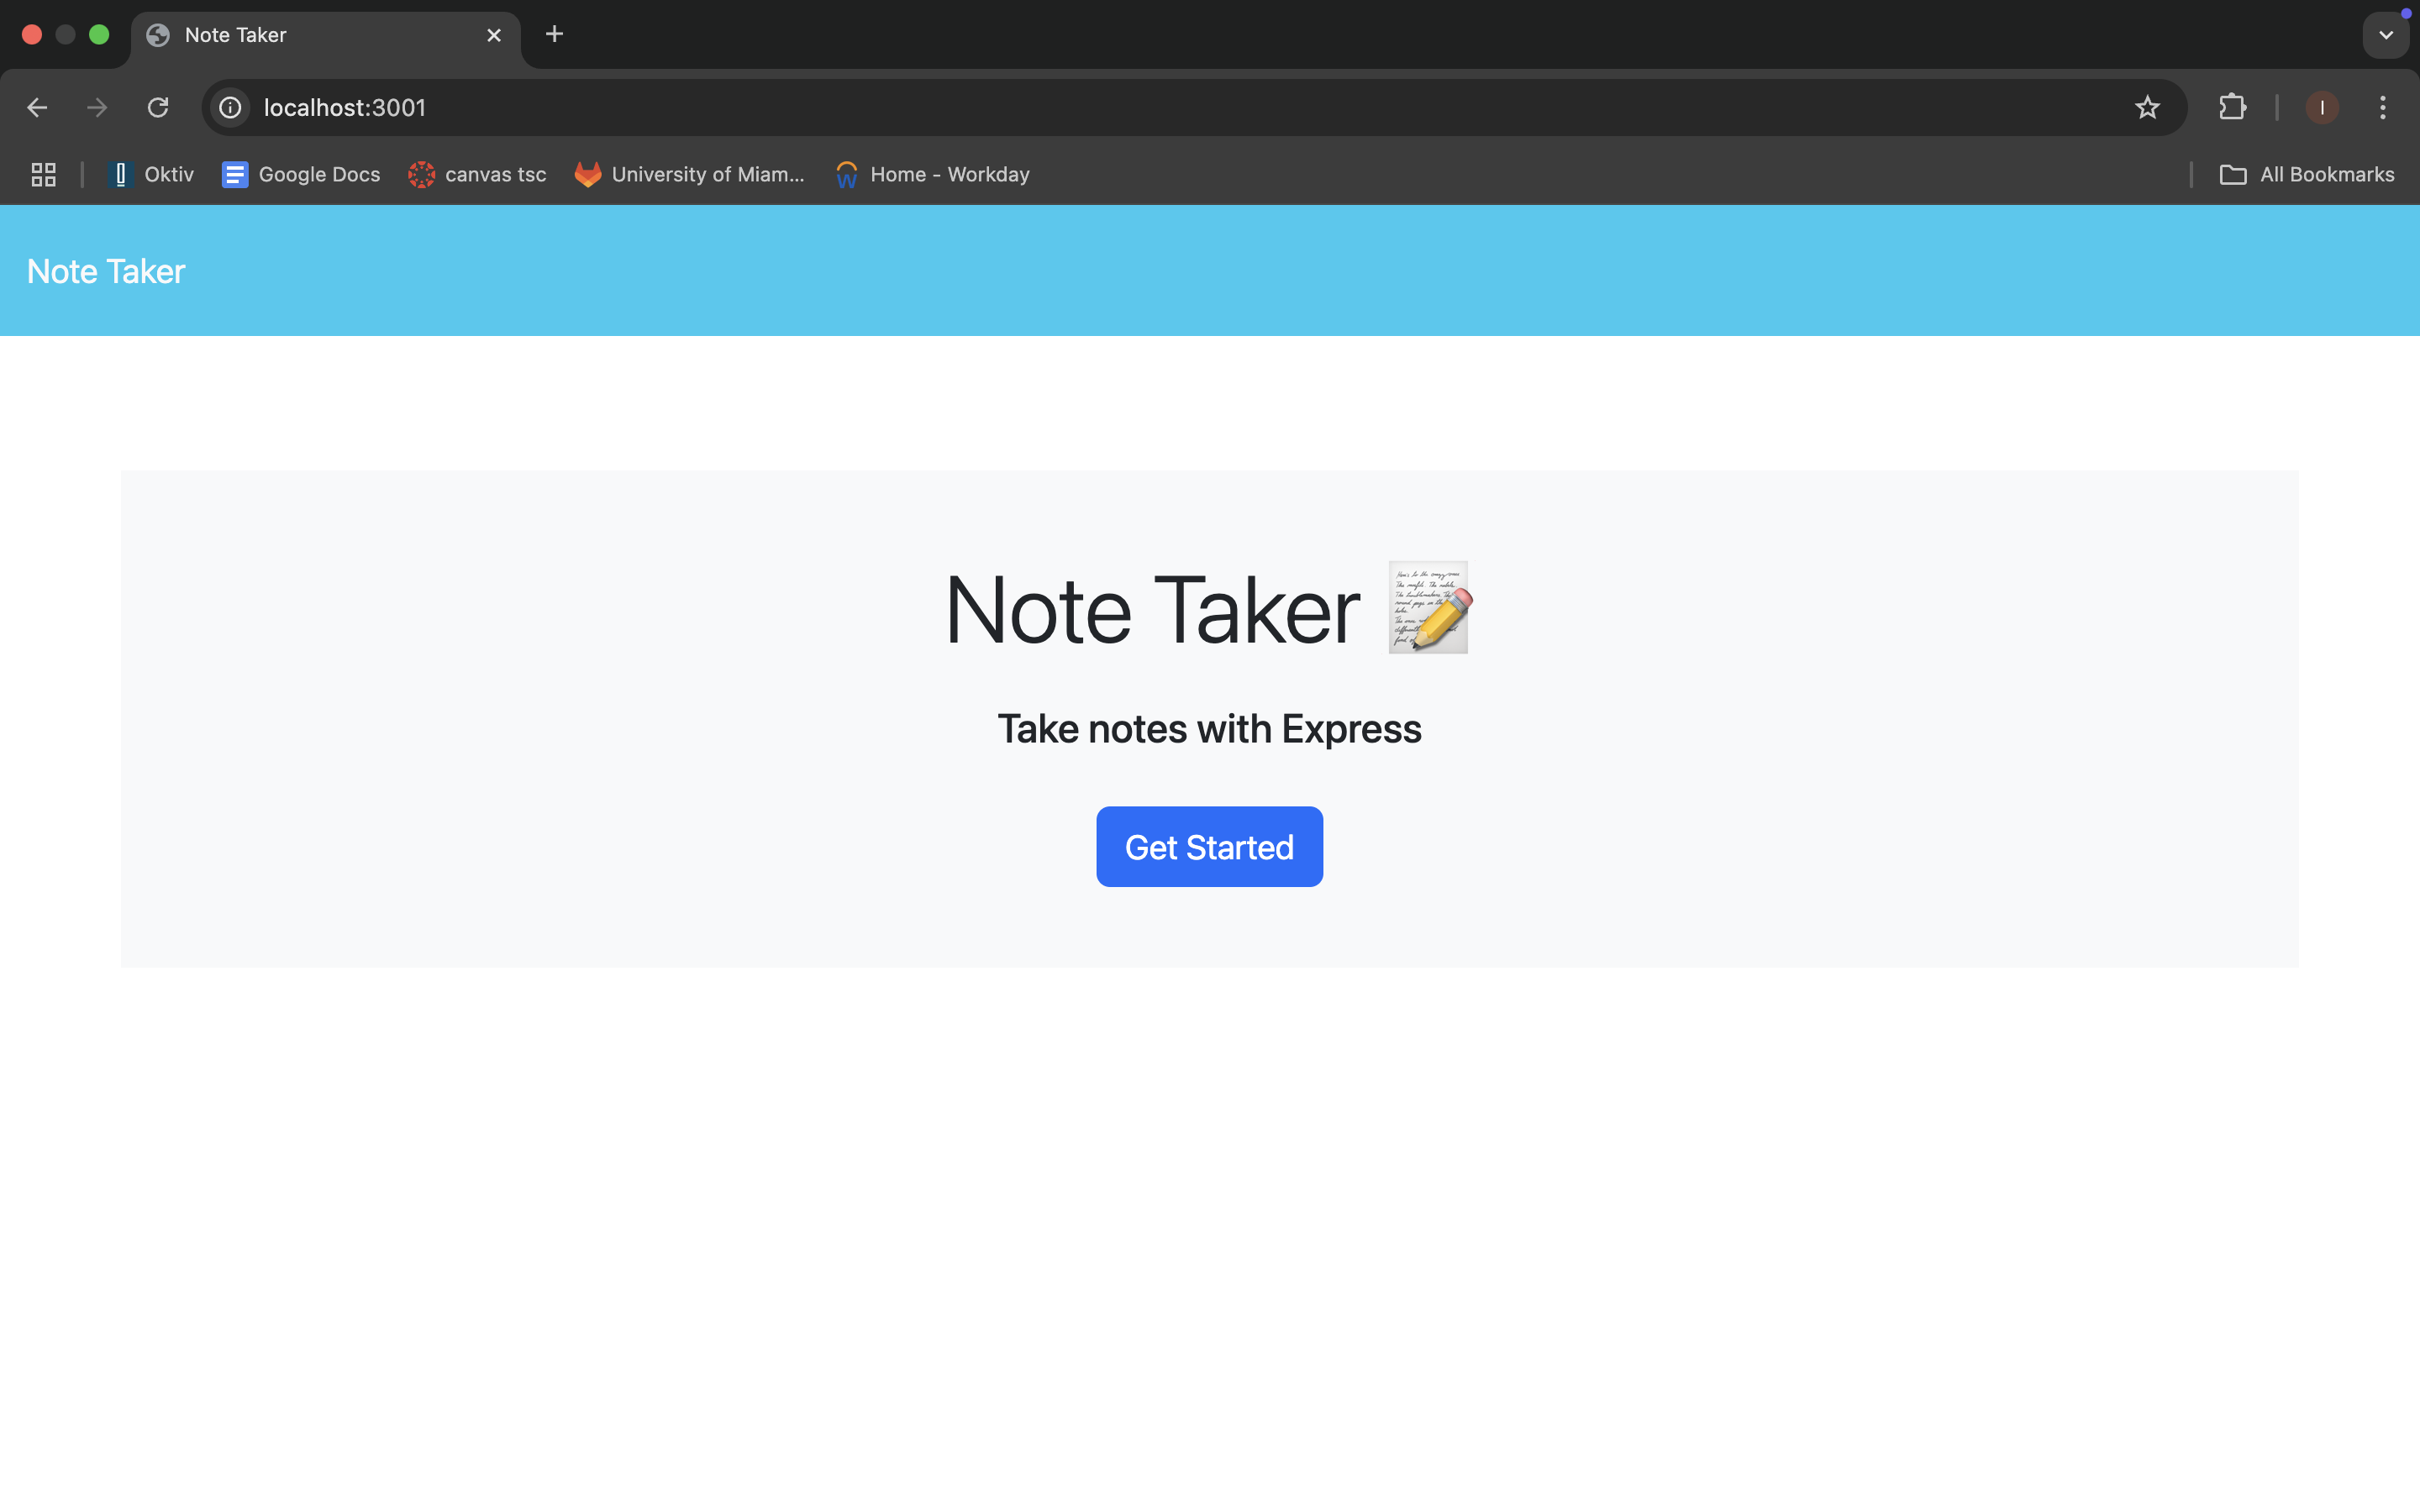 Note Taker
localhost:3001
I
Oktiv
Google Docs
canvas tsc
University of Miam...
Home - Workday
All Bookmarks
Note Taker
Note Taker
Take notes with Express
Get Started